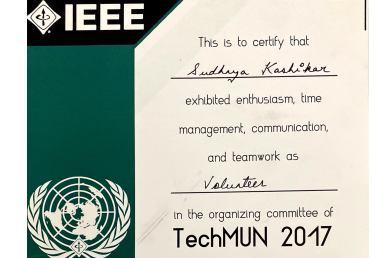 IEEE
This is to certify that
Sudhya Kashikar
exhibited enthusiasm, time
management, communication,
and teamwork as
Volunteer
in the organizing committee of
TechMUN 2017